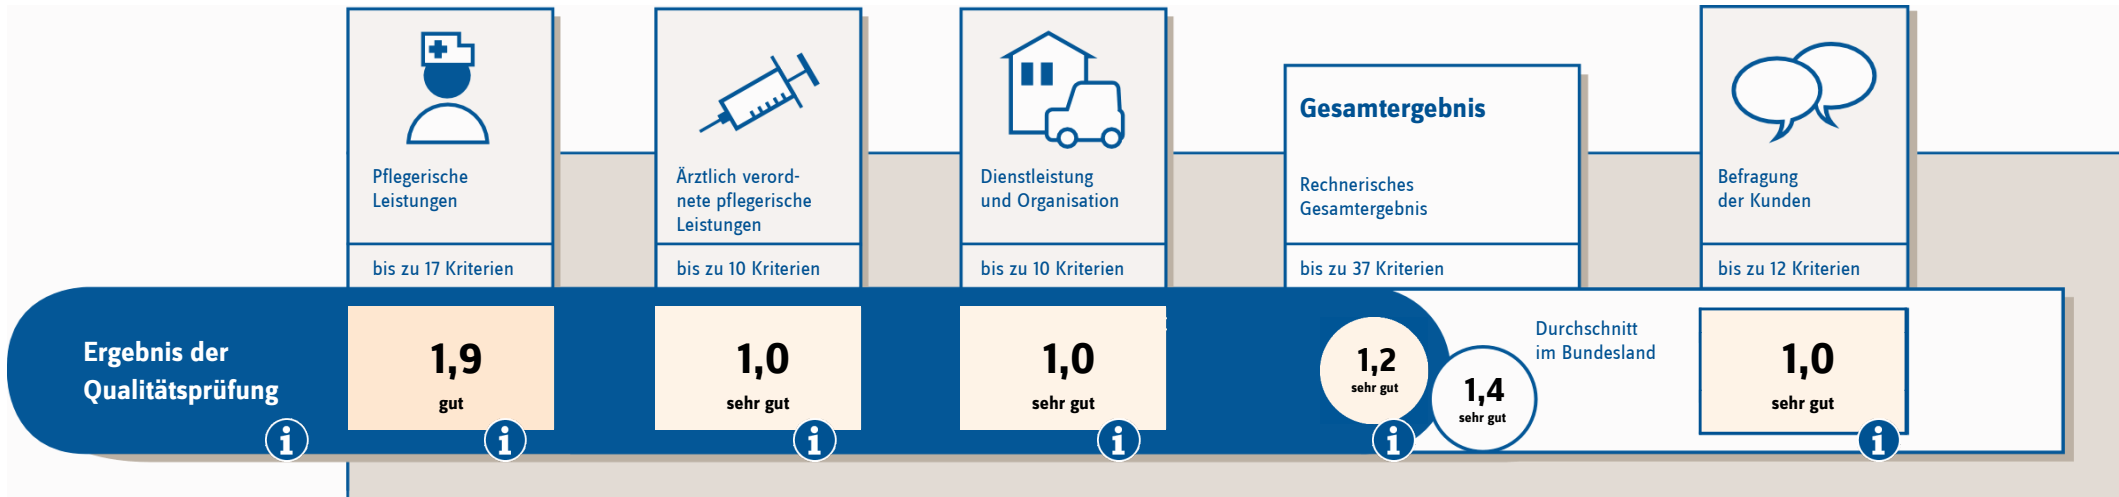 Pflegerische
Leistungen
bis zu 17 Kriterien
Ärztlich verord-
nete pflegerische
Leistungen
bis zu 10 Kriterien
Dienstleistung
und Organisation
bis zu 10 Kriterien
Gesamtergebnis
Rechnerisches
Gesamtergebnis
bis zu 37 Kriterien
Befragung
der Kunden
bis zu 12 Kriterien
Ergebnis der
Qualitätsprüfung
i
1,9
gut
i
1,0
sehr gut
i
1,0
sehr gut
i
1,2
sehr gut
i
1,4
sehr gut
Durchschnitt
im Bundesland
1,0
sehr gut
i